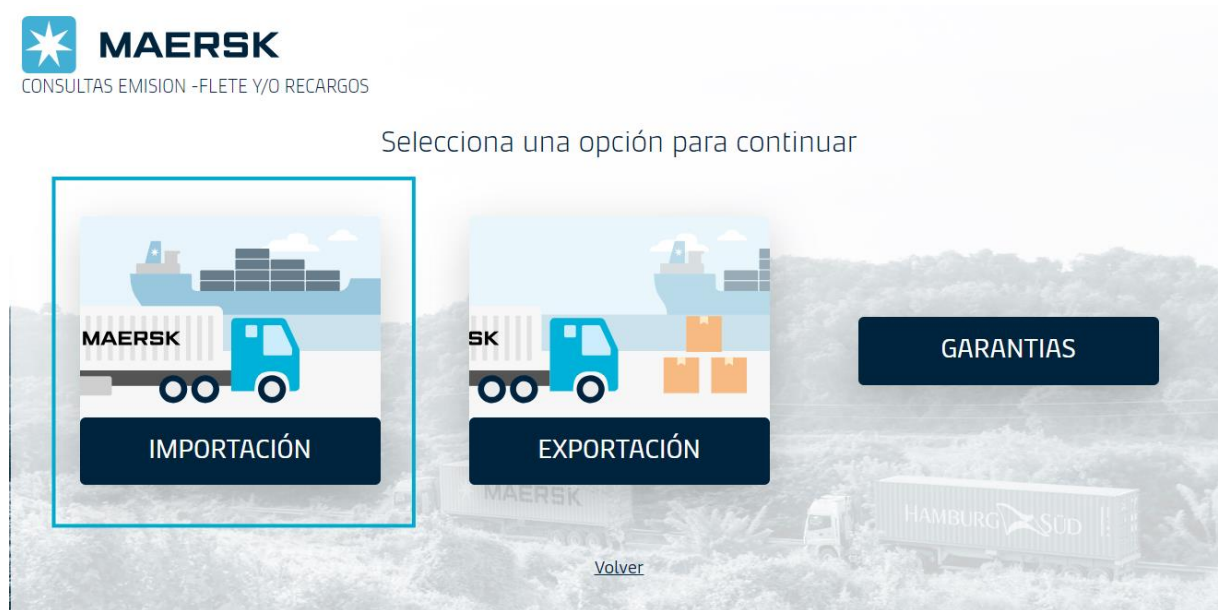 MAERSK
CONSULTAS EMISION -FLETE Y/O RECARGOS
Selecciona una opción para continuar
MAERSK
IMPORTACIÓN
SK
EXPORTACIÓN
GARANTIAS
MAERSK
HAMBURG SÜD
Volver